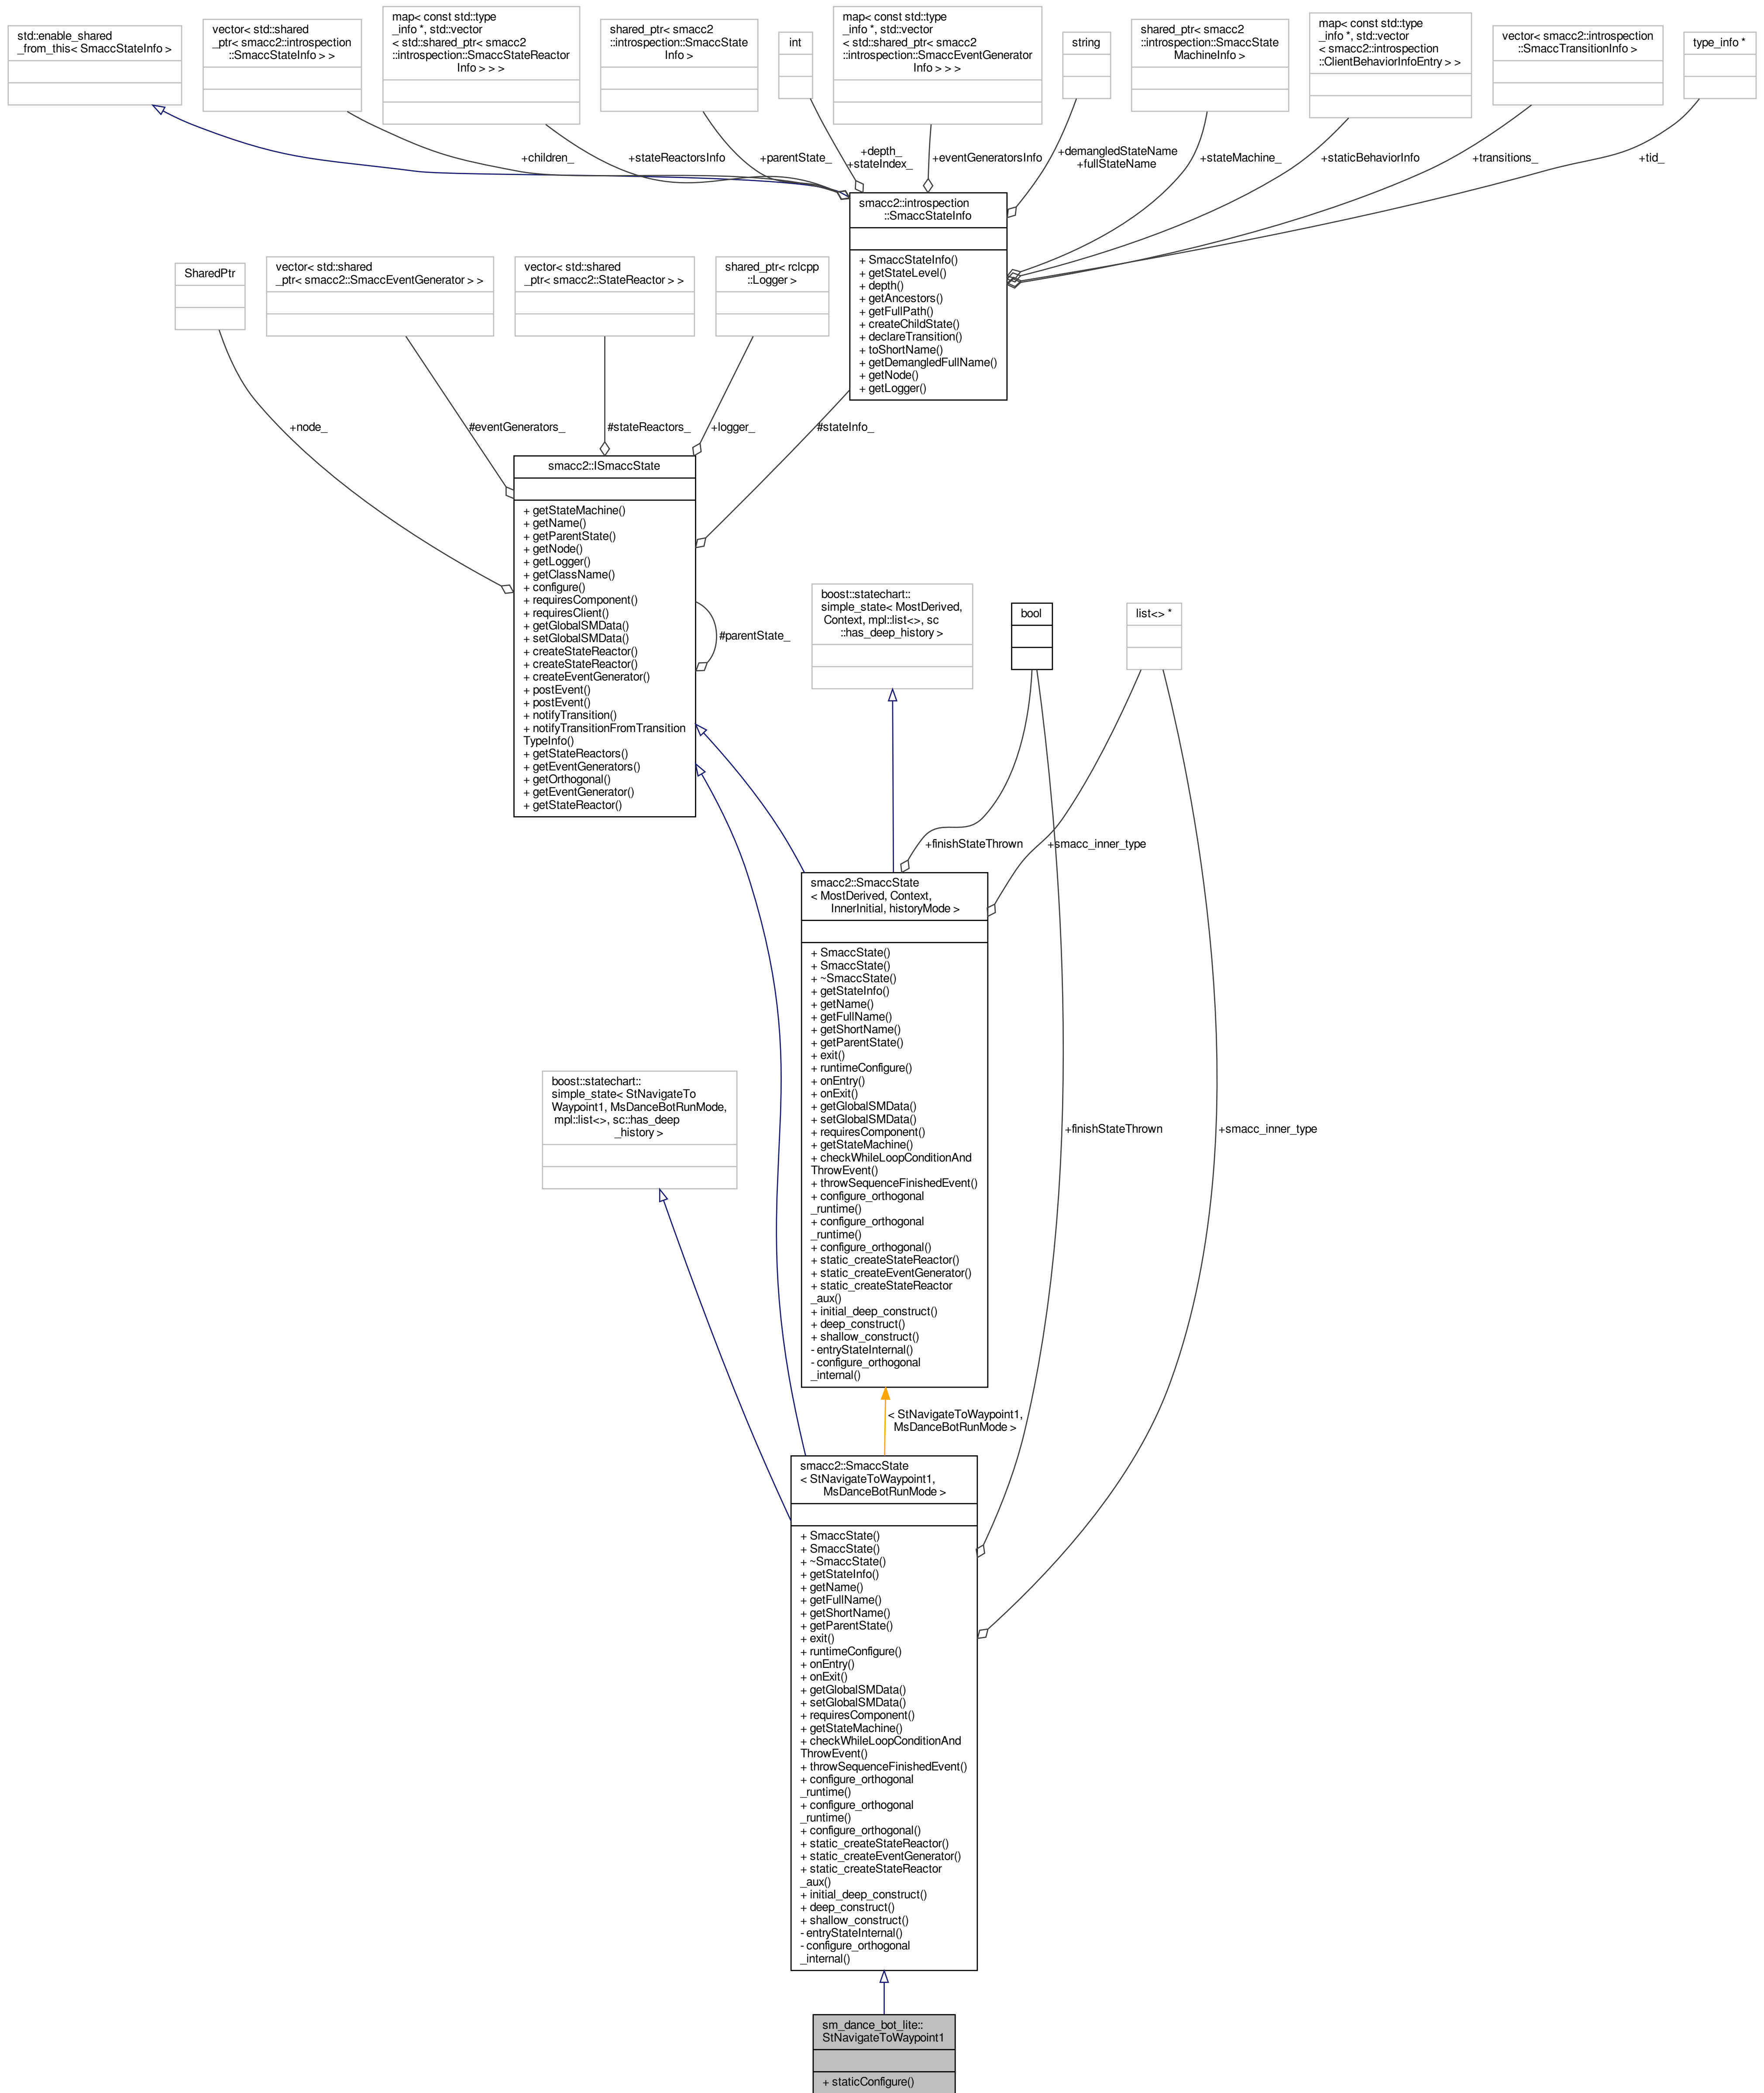 std::enable_shared
_from_this< SmaccStateInfo >
vector< std::shared
_ptr< smacc2::introspection
::SmaccStateInfo > >
map< const std::type
_info *, std::vector
< std::shared_ptr< smacc2
::introspection::SmaccStateReactor
Info > > >
shared_ptr< smacc2
::introspection::SmaccState
Info >
int
map< const std::type
_info *, std::vector
< std::shared_ptr< smacc2
::introspection::SmaccEventGenerator
Info > > >
string
shared_ptr< smacc2
::introspection::SmaccState
MachineInfo >
map< const std::type
_info *, std::vector
< smacc2::introspection
::ClientBehaviorInfoEntry > >
vector< smacc2::introspection
::SmaccTransitionInfo >
type_info *
+children_
+stateReactorsInfo
+parentState_
+depth_
+stateIndex_
+eventGeneratorsInfo
+demangledStateName
+fullStateName
+stateMachine_
+staticBehaviorInfo
+transitions_
+tid_
smacc2::introspection
::SmaccStateInfo
+ SmaccStateInfo()
+ getStateLevel()
+ depth()
+ getAncestors()
+ getFullPath()
+ createChildState()
+ declareTransition()
+ toShortName()
+ getDemangledFullName()
+ getNode()
+ getLogger()
SharedPtr
vector< std::shared
_ptr< smacc2::SmaccEventGenerator > >
vector< std::shared
_ptr< smacc2::StateReactor > >
shared_ptr< rclcpp
::Logger >
+node_
#eventGenerators_
#stateReactors_
+logger_
#stateInfo_
smacc2::ISmaccState
+ getStateMachine()
+ getName()
+ getParentState()
+ getNode()
+ getLogger()
+ getClassName()
+ configure()
+ requiresComponent()
+ requiresClient()
+ getGlobalSMData()
+ setGlobalSMData()
+ createStateReactor()
+ createStateReactor()
+ createEventGenerator()
+ postEvent()
+ postEvent()
+ notifyTransition()
+ notifyTransitionFromTransition
TypeInfo()
+ getStateReactors()
+ getEventGenerators()
+ getOrthogonal()
+ getEventGenerator()
+ getStateReactor()
#parentState_
boost::statechart::
simple_state< MostDerived,
Context, mpl::list<>, sc
::has_deep_history >
bool
list<> *
+finishStateThrown
+smacc_inner_type
smacc2::SmaccState
< MostDerived, Context,
InnerInitial, historyMode >
+ SmaccState()
+ SmaccState()
+ ~SmaccState()
+ getStateInfo()
+ getName()
+ getFullName()
+ getShortName()
+ getParentState()
+ exit()
+ runtimeConfigure()
+ onEntry()
+ onExit()
+ getGlobalSMData()
+ setGlobalSMData()
+ requiresComponent()
+ getStateMachine()
+ checkWhileLoopConditionAnd
ThrowEvent()
+ throwSequenceFinishedEvent()
+ configure_orthogonal
_runtime()
+ configure_orthogonal
_runtime()
+ configure_orthogonal()
+ static_createStateReactor()
+ static_createEventGenerator()
+ static_createStateReactor
_aux()
+ initial_deep_construct()
+ deep_construct()
+ shallow_construct()
- entryStateInternal()
- configure_orthogonal
_internal()
boost::statechart::
simple_state< StNavigateTo
Waypoint1, MsDanceBotRunMode,
mpl::list<>, sc::has_deep
_history >
+finishStateThrown
+smacc_inner_type
< StNavigateToWaypoint1,
MsDanceBotRunMode >
smacc2::SmaccState
< StNavigateToWaypoint1,
MsDanceBotRunMode >
+ SmaccState()
+ SmaccState()
+ ~SmaccState()
+ getStateInfo()
+ getName()
+ getFullName()
+ getShortName()
+ getParentState()
+ exit()
+ runtimeConfigure()
+ onEntry()
+ onExit()
+ getGlobalSMData()
+ setGlobalSMData()
+ requiresComponent()
+ getStateMachine()
+ checkWhileLoopConditionAnd
ThrowEvent()
+ throwSequenceFinishedEvent()
+ configure_orthogonal
_runtime()
+ configure_orthogonal
_runtime()
+ configure_orthogonal()
+ static_createStateReactor()
+ static_createEventGenerator()
+ static_createStateReactor
_aux()
+ initial_deep_construct()
+ deep_construct()
+ shallow_construct()
- entryStateInternal()
- configure_orthogonal
_internal()
sm_dance_bot_lite::
StNavigateToWaypoint1
+ staticConfigure()